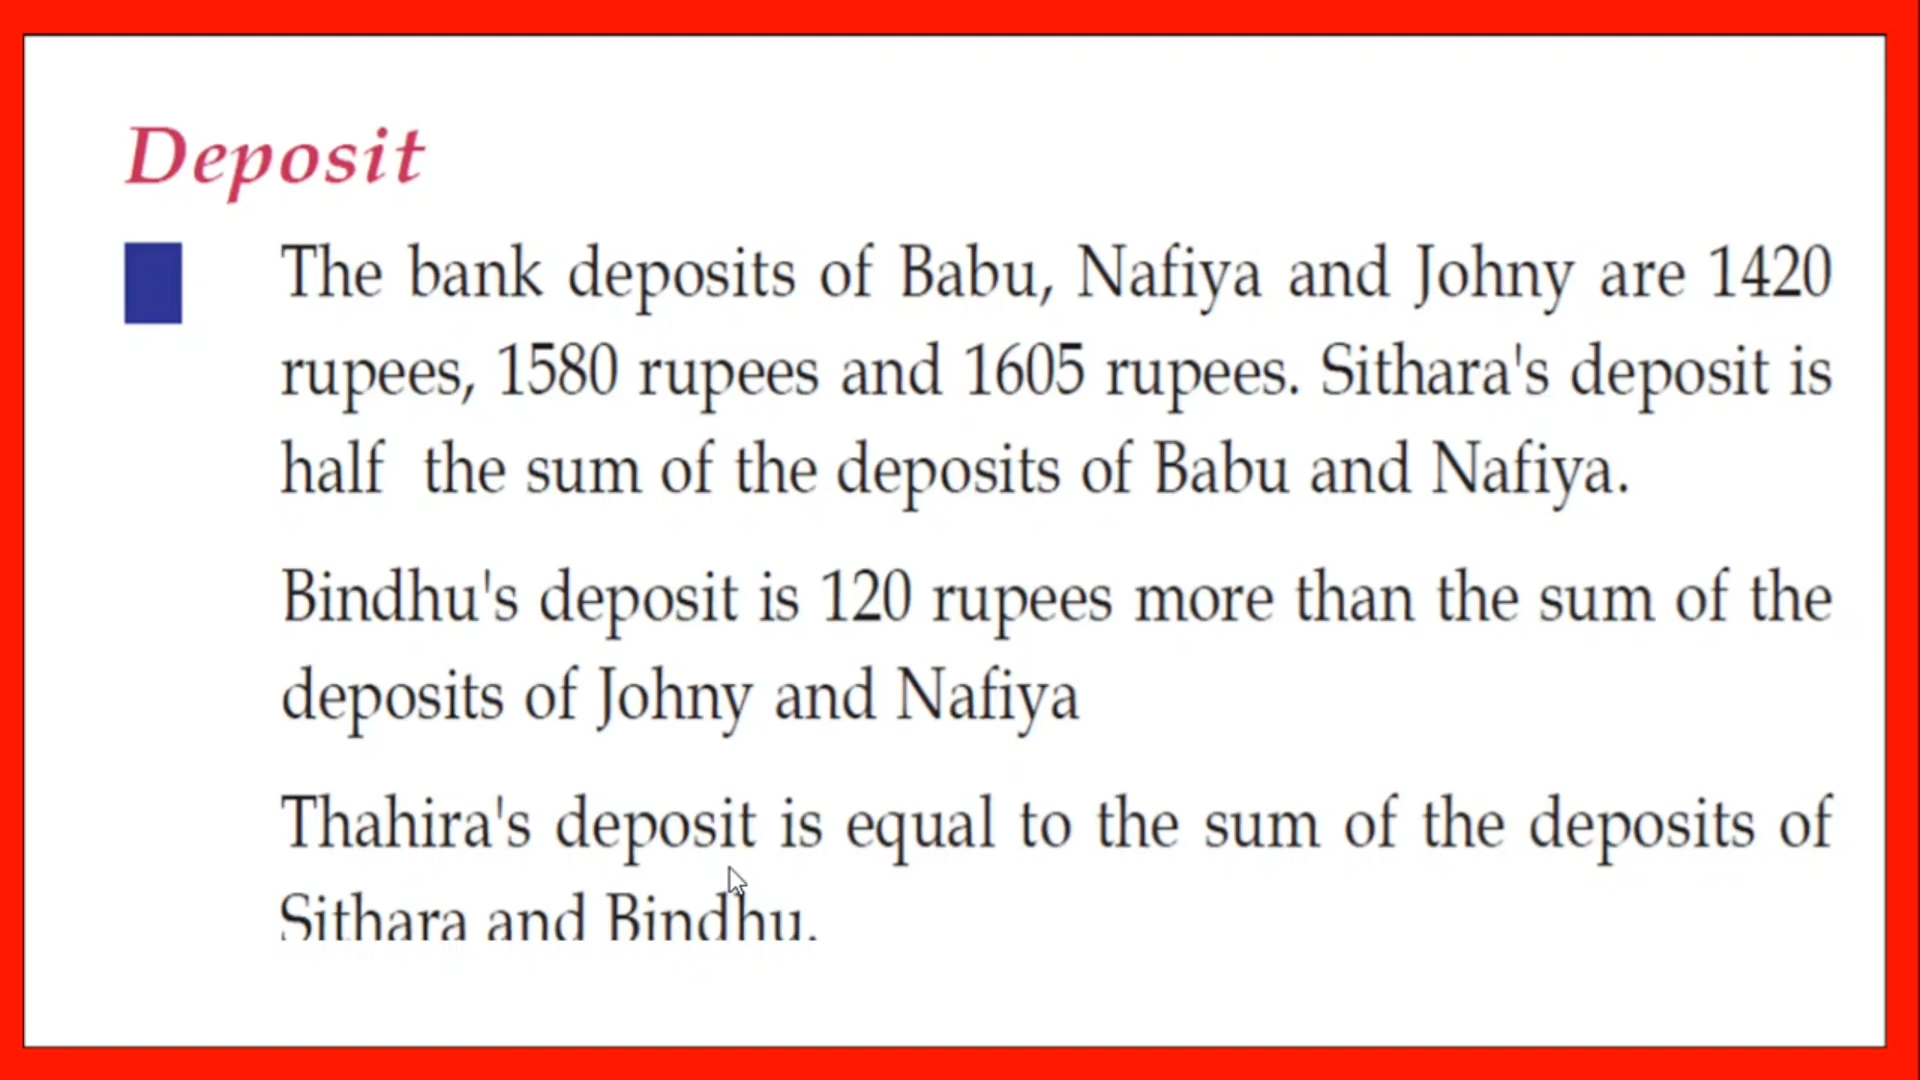 Deposit
The bank deposits of Babu, Nafiya and Johny are 1420
rupees, 1580 rupees and 1605 rupees. Sithara's deposit is
half the sum of the deposits of Babu and Nafiya.
Bindhu's deposit is 120 rupees more than the sum of the
deposits of Johny and Nafiya
Thahira's deposit is equal to the sum of the deposits of
Sithara and Bindhu.